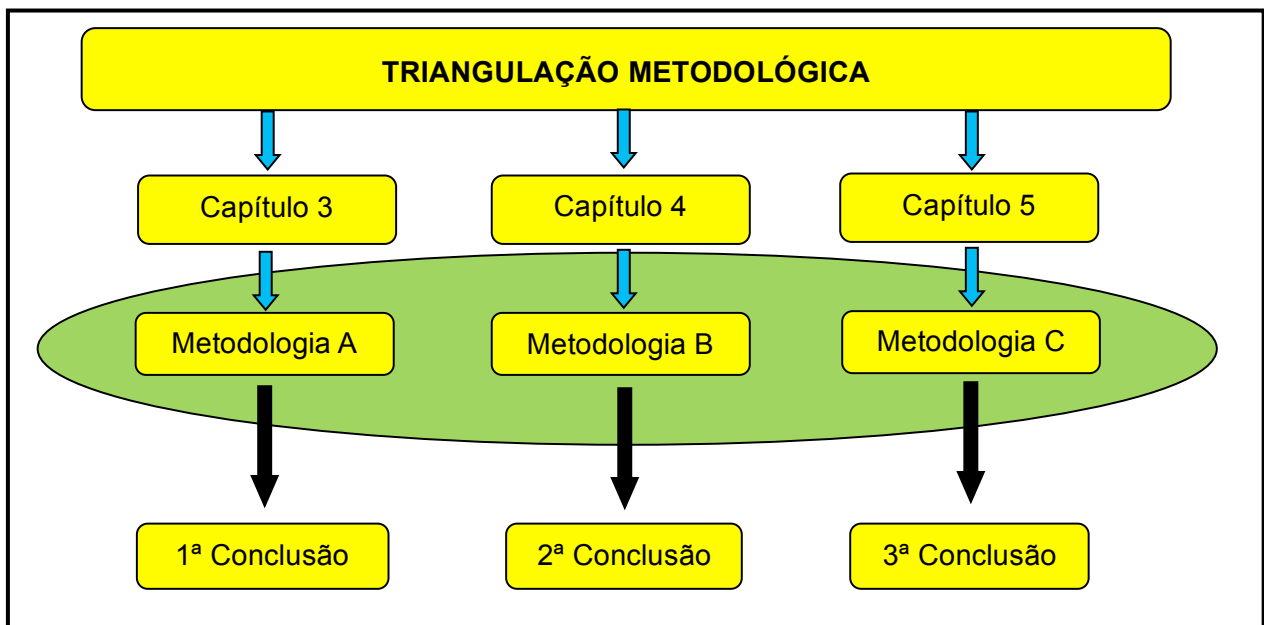 TRIANGULAÇÃO METODOLÓGICA
Capítulo 3
Capítulo 4
Capítulo 5
Metodologia A
Metodologia B
Metodologia C
1ª Conclusão
2ª Conclusão
3ª Conclusão